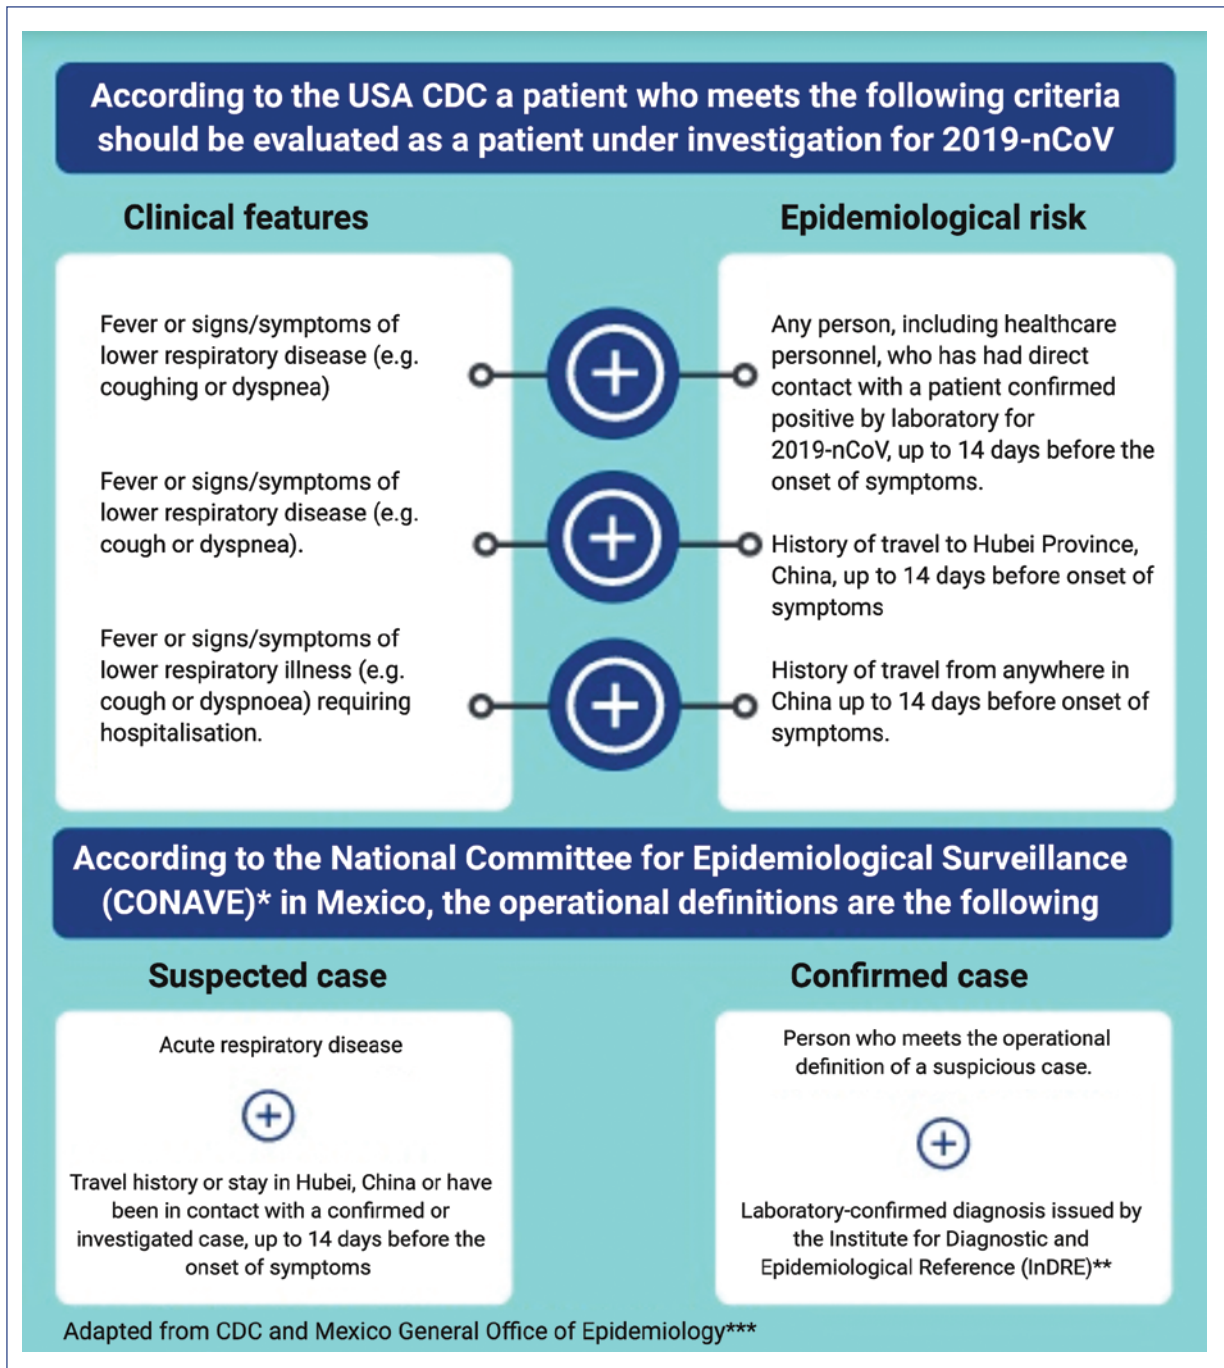 According to the USA CDC a patient who meets the following criteria
should be evaluated as a patient under investigation for 2019-nCoV
Clinical features
Fever or signs/symptoms of
lower respiratory disease (e.g.
coughing or dyspnea)
Fever or signs/symptoms of
lower respiratory disease (e.g.
cough or dyspnea).
Fever or signs/symptoms of
lower respiratory illness (e.g.
cough or dyspnoea) requiring
hospitalisation.
Epidemiological risk
Any person, including healthcare
personnel, who has had direct
contact with a patient confirmed
positive by laboratory for
2019-nCoV, up to 14 days before the
onset of symptoms.
History of travel to Hubei Province,
China, up to 14 days before onset of
symptoms
History of travel from anywhere in
China up to 14 days before onset of
symptoms.
According to the National Committee for Epidemiological Surveillance
(CONAVE)* in Mexico, the operational definitions are the following
Suspected case
Acute respiratory disease
Travel history or stay in Hubei, China or have
been in contact with a confirmed or
investigated case, up to 14 days before the
onset of symptoms
Confirmed case
Person who meets the operational
definition of a suspicious case.
Laboratory-confirmed diagnosis issued by
the Institute for Diagnostic and
Epidemiological Reference (InDRE)**
Adapted from CDC and Mexico General Office of Epidemiology***